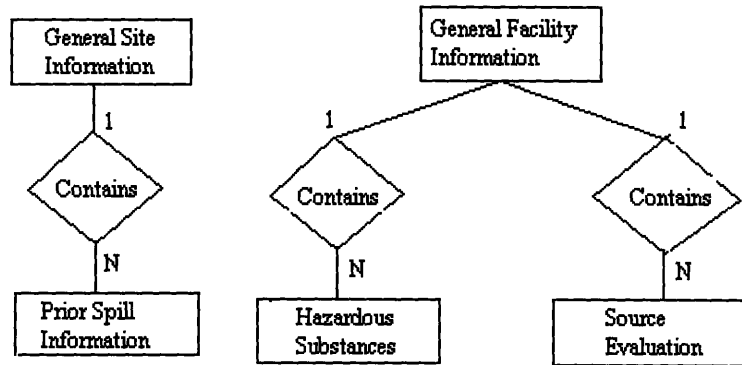 General Site
Information
1
Contains
N
Prior Spill
Information
General Facility
Information
1
Contains
N
Hazardous
Substances
1
Contains
N
Source
Evaluation